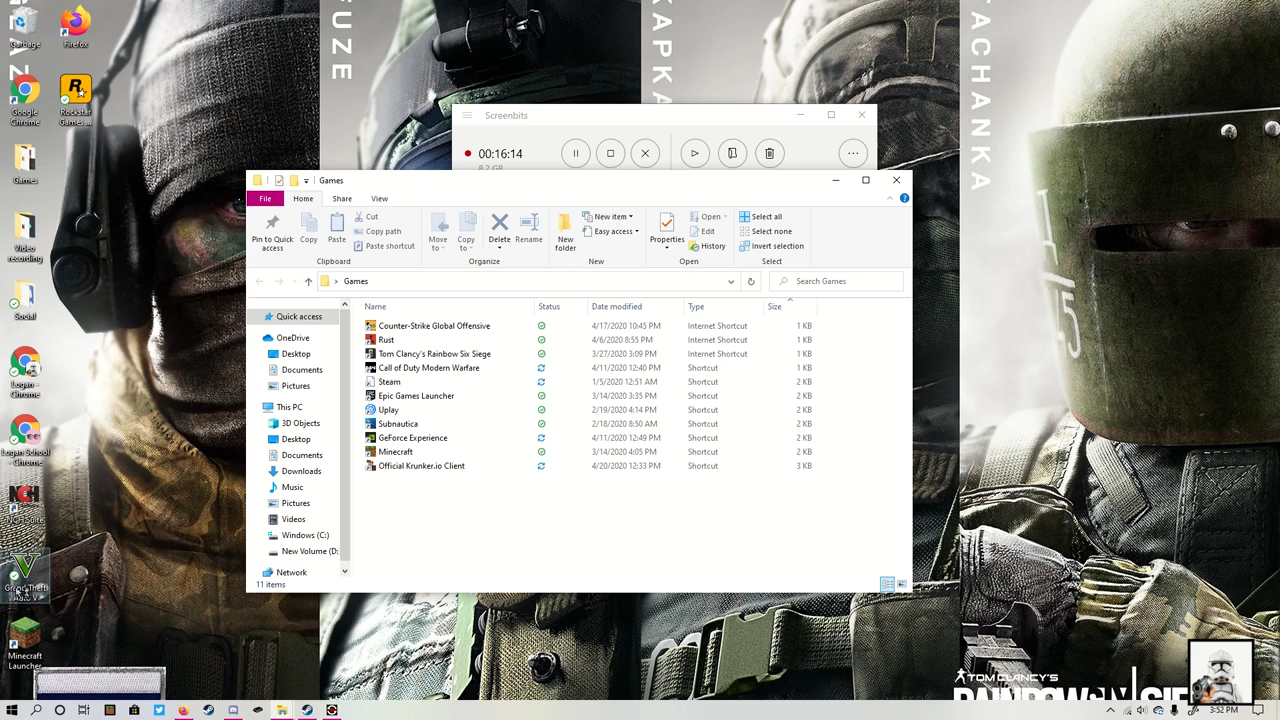 Garbage
Firefox
FUZE
KAPKA
TACHANKA
Google
Chrome
Rockstar
Games ...
Games
Video
recording
Social
Logan -
Chrome
Logan School
- Chrome
Minecraft
Launcher
Screenbits
00:16:14
8.2 GB
Games
File
Home
Share
View
Pin to Quick
access
Copy
Paste
Cut
Copy path
Paste shortcut
Clipboard
Move
to
Copy
to
Delete
Rename
Organize
New
folder
New item
Easy access
New
Properties
Open
Edit
History
Open
Select all
Select none
Invert selection
Select
› Games
Search Games
Name Status Date modified Type Size
Quick access
OneDrive
Desktop
Documents
Pictures
This PC
3D Objects
Desktop
Documents
Downloads
Music
Pictures
Videos
Windows (C:)
New Volume (D:
Network
Counter-Strike Global Offensive 4/17/2020 10:45 PM Internet Shortcut 1 KB
Rust 4/6/2020 8:55 PM Internet Shortcut 1 KB
Tom Clancy's Rainbow Six Siege 3/27/2020 3:09 PM Internet Shortcut 1 KB
Call of Duty Modern Warfare 4/11/2020 12:40 PM Shortcut 1 KB
Steam 1/5/2020 12:51 AM Shortcut 2 KB
Epic Games Launcher 3/14/2020 3:35 PM Shortcut 2 KB
Uplay 2/19/2020 4:14 PM Shortcut 2 KB
Subnautica 2/18/2020 8:50 AM Shortcut 2 KB
GeForce Experience 4/11/2020 12:49 PM Shortcut 2 KB
Minecraft 3/14/2020 4:05 PM Shortcut 2 KB
Official Krunker.io Client 4/20/2020 12:33 PM Shortcut 3 KB
11 items
TOM CLANCY'S
3:52 PM